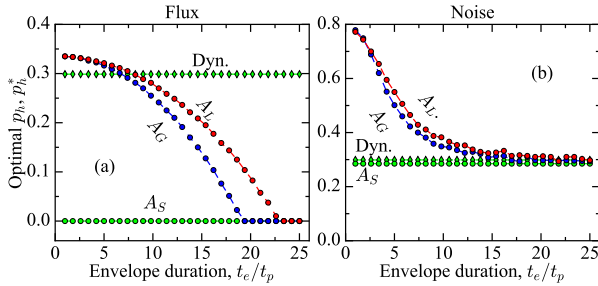 Flux
Noise
Optimal p_h, p_h^*
0.4
0.3
0.2
0.1
0.0
0
5
10
15
20
25
Dyn.
A_L
A_G
(a)
A_S
Envelope duration, t_e/t_p
0.8
0.6
0.4
0.2
0.0
0
5
10
15
20
25
(b)
A_L.
A_G
Dyn.
A_S
Envelope duration, t_e/t_p